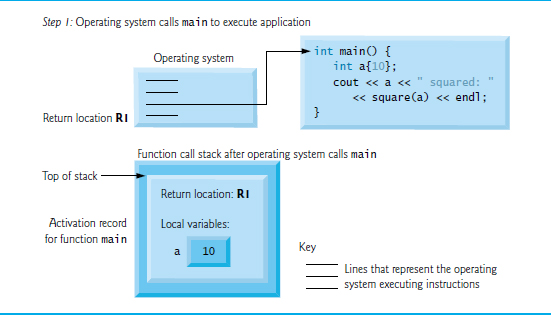 Step 1: Operating system calls main to execute application
Operating system
int main() {
int a{10};
cout << a << " squared: "
<< square(a) << endl;
}
Return location R1
Function call stack after operating system calls main
Top of stack
Return location: R1
Activation record
for function main
Local variables:
a 10
Key
Lines that represent the operating
system executing instructions